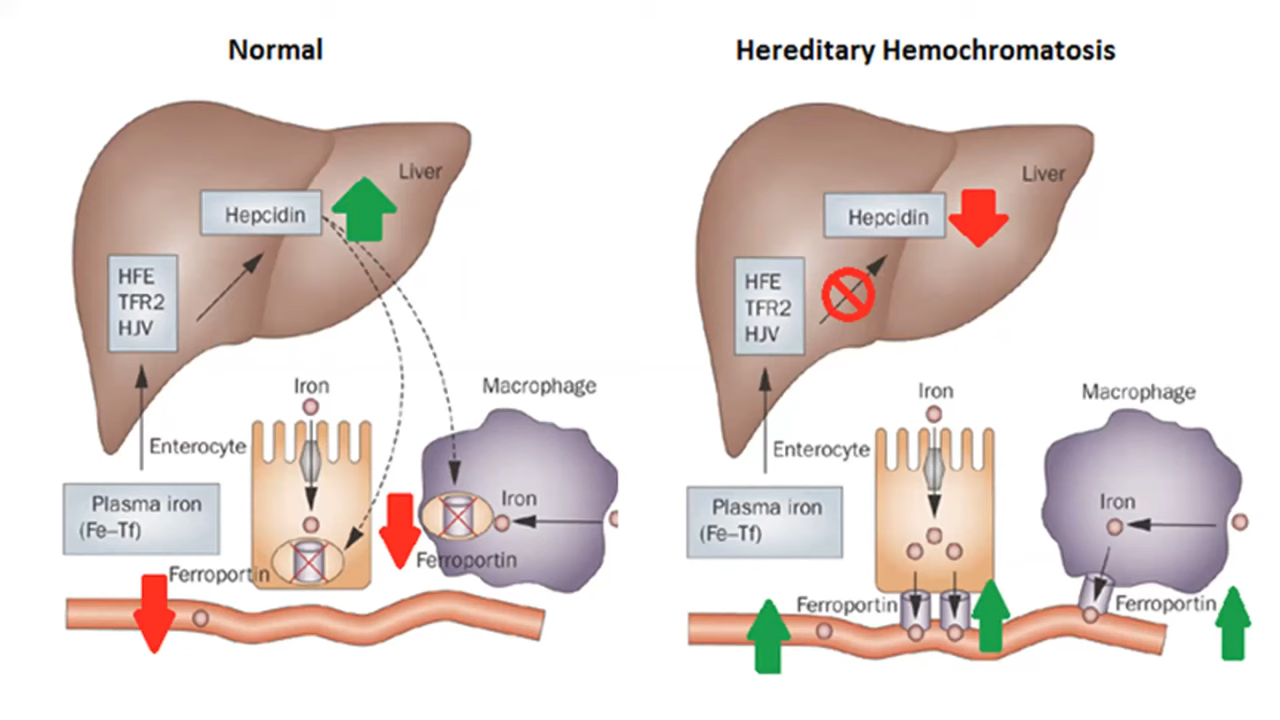 Normal
Liver
Hepcidin
HFE
TFR2
HJV
Iron
Macrophage
Enterocyte
Plasma iron
(Fe–Tf)
Iron
Ferroportin
Ferroportin
Hereditary Hemochromatosis
Liver
Hepcidin
HFE
TFR2
HJV
Iron
Macrophage
Enterocyte
Plasma iron
(Fe–Tf)
Iron
Ferroportin
Ferroportin